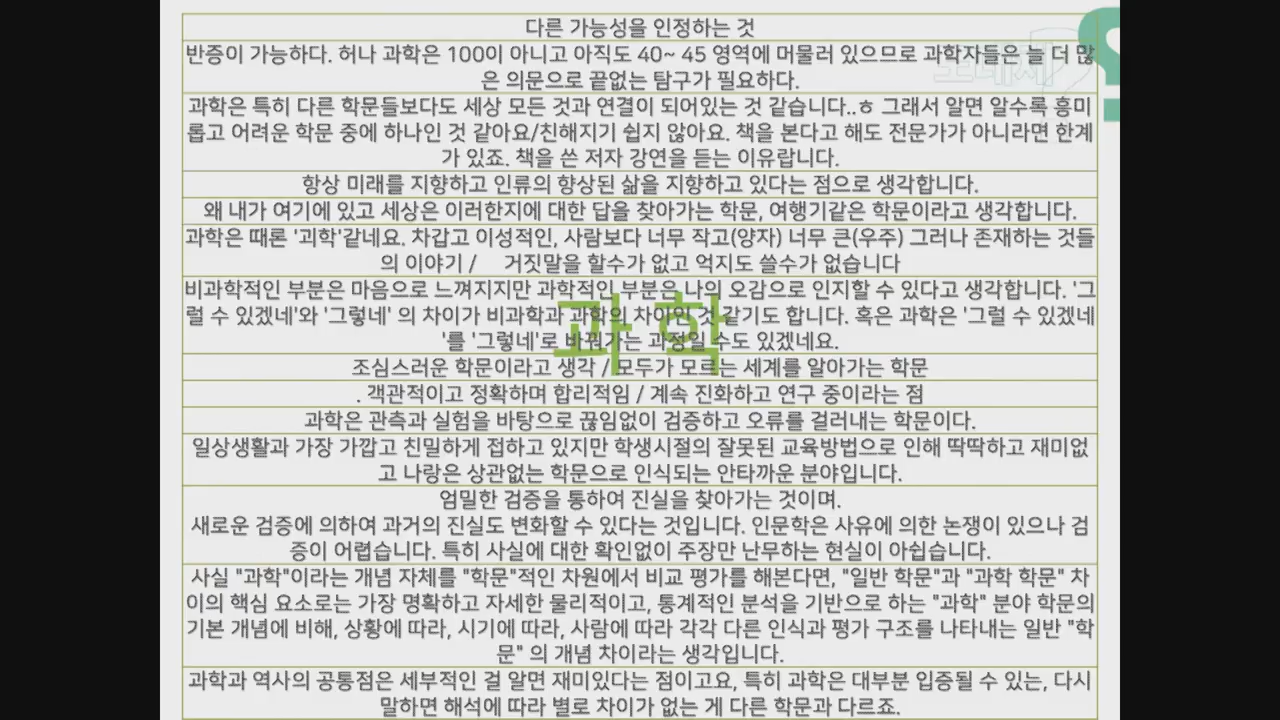 다른 가능성을 인정하는 것
반증이 가능하다. 허나 과학은 100이 아니고 아직도 40~ 45 영역에 머물러 있으므로 과학자들은 늘 더 많
은 의문으로 끝없는 탐구가 필요하다.
과학은 특히 다른 학문들보다도 세상 모든 것과 연결이 되어있는 것 같습니다..ㅎ 그래서 알면 알수록 흥미
롭고 어려운 학문 중에 하나인 것 같아요/친해지기 쉽지 않아요. 책을 본다고 해도 전문가가 아니라면 한계
가 있죠. 책을 쓴 저자 강연을 듣는 이유랍니다.
항상 미래를 지향하고 인류의 향상된 삶을 지향하고 있다는 점으로 생각합니다.
왜 내가 여기에 있고 세상은 이러한지에 대한 답을 찾아가는 학문, 여행기같은 학문이라고 생각합니다.
과학은 때론 '괴학'같네요. 차갑고 이성적인, 사람보다 너무 작고(양자) 너무 큰(우주) 그러나 존재하는 것들
의 이야기 / 거짓말을 할수가 없고 억지도 쓸수가 없습니다
비과학적인 부분은 마음으로 느껴지지만 과학적인 부분은 나의 오감으로 인지할 수 있다고 생각합니다. '그
럴 수 있겠네'와 '그렇네' 의 차이가 비과학과 과학의 차이인 것 같기도 합니다. 혹은 과학은 '그럴 수 있겠네
'를 '그렇네'로 바꿔가는 과정일 수도 있겠네요.
과학
조심스러운 학문이라고 생각 / 모두가 모르는 세계를 알아가는 학문
. 객관적이고 정확하며 합리적임 / 계속 진화하고 연구 중이라는 점
과학은 관측과 실험을 바탕으로 끊임없이 검증하고 오류를 걸러내는 학문이다.
일상생활과 가장 가깝고 친밀하게 접하고 있지만 학생시절의 잘못된 교육방법으로 인해 딱딱하고 재미없
고 나랑은 상관없는 학문으로 인식되는 안타까운 분야입니다.
엄밀한 검증을 통하여 진실을 찾아가는 것이며.
새로운 검증에 의하여 과거의 진실도 변화할 수 있다는 것입니다. 인문학은 사유에 의한 논쟁이 있으나 검
증이 어렵습니다. 특히 사실에 대한 확인없이 주장만 난무하는 현실이 아쉽습니다.
사실 "과학"이라는 개념 자체를 "학문"적인 차원에서 비교 평가를 해본다면, "일반 학문"과 "과학 학문" 차
이의 핵심 요소로는 가장 명확하고 자세한 물리적이고, 통계적인 분석을 기반으로 하는 "과학" 분야 학문의
기본 개념에 비해, 상황에 따라, 시기에 따라, 사람에 따라 각각 다른 인식과 평가 구조를 나타내는 일반 "학
문" 의 개념 차이라는 생각입니다.
과학과 역사의 공통점은 세부적인 걸 알면 재미있다는 점이고요, 특히 과학은 대부분 입증될 수 있는, 다시
말하면 해석에 따라 별로 차이가 없는 게 다른 학문과 다르죠.